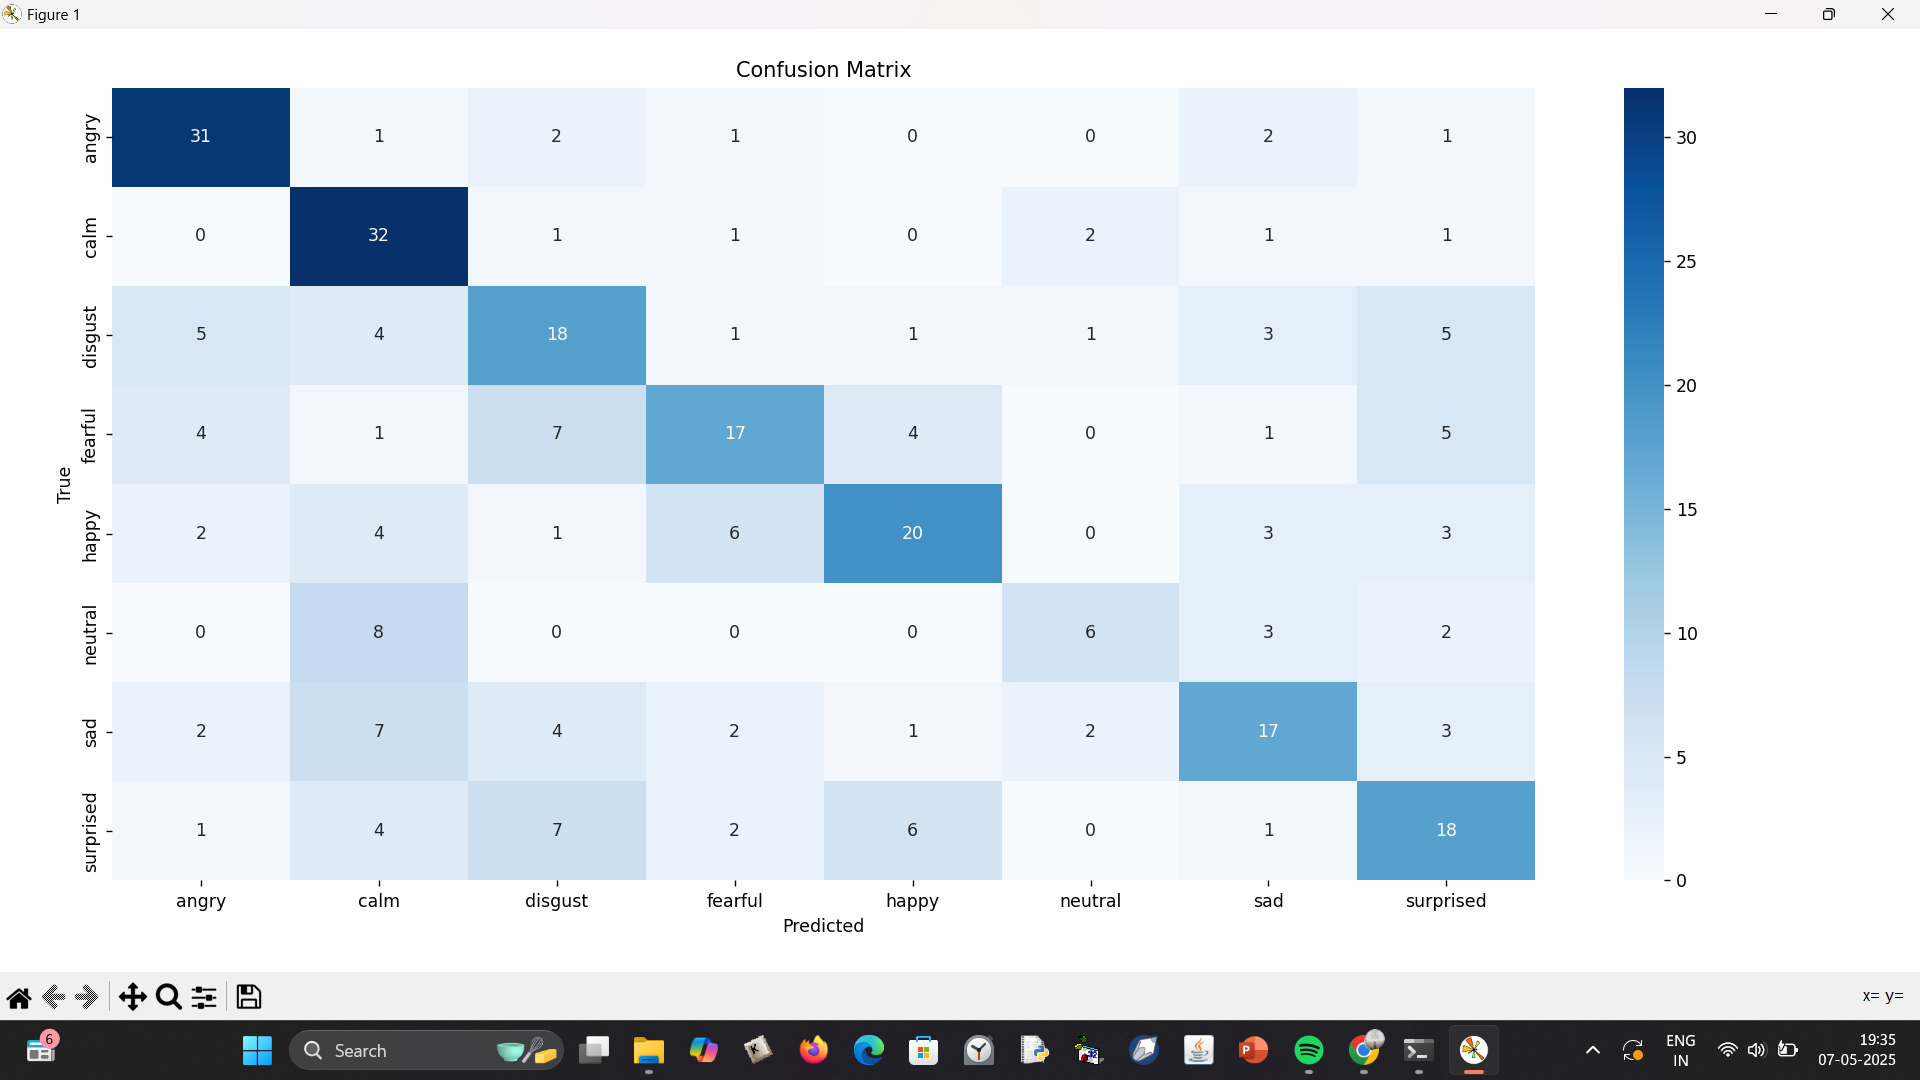 Figure 1
Confusion Matrix
angry 31 1 2 1 0 0 2 1
calm 0 32 1 1 0 2 1 1
disgust 5 4 18 1 1 1 3 5
fearful 4 1 7 17 4 0 1 5
True
happy 2 4 1 6 20 0 3 3
neutral 0 8 0 0 0 6 3 2
sad 2 7 4 2 1 2 17 3
surprised 1 4 7 2 6 0 1 18
angry calm disgust fearful happy neutral sad surprised
Predicted
30
25
20
15
10
5
0
x= y=
6
Search
ENG
IN
19:35
07-05-2025